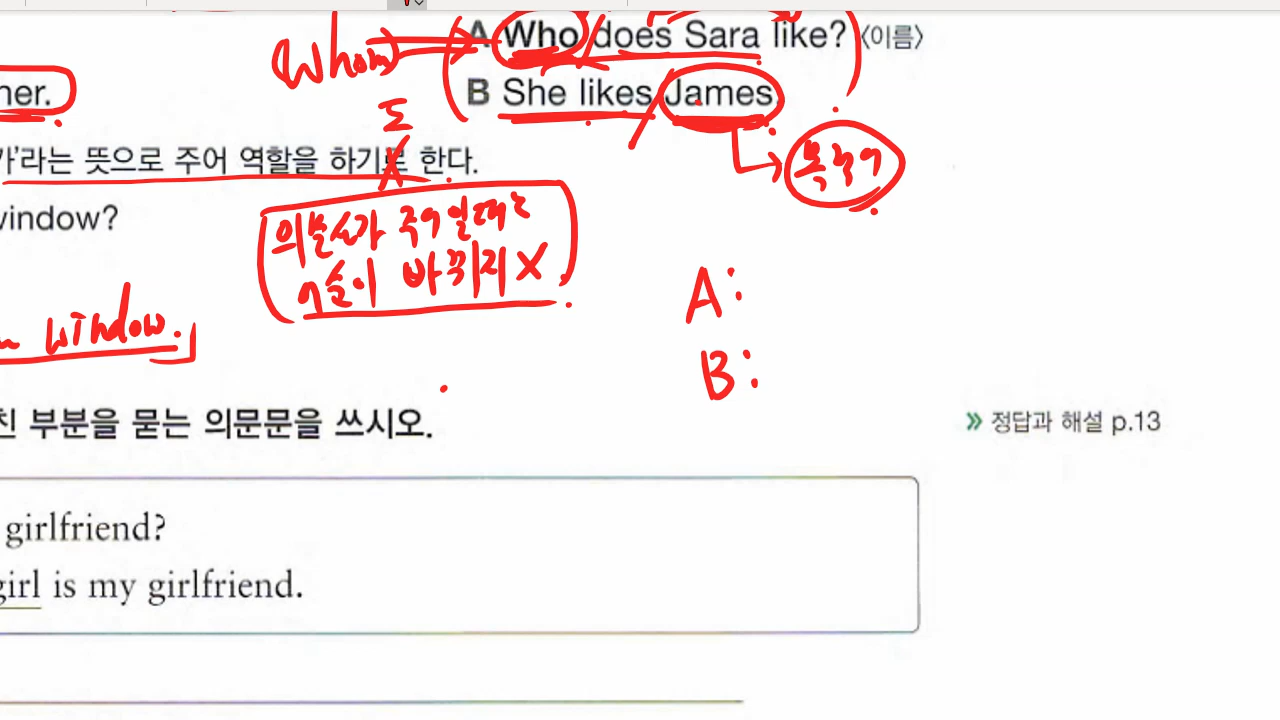 A Who does Sara like? 〈이름〉
Whom
her.
B She likes James.
목적어
도
가'라는 뜻으로 주어 역할을 하기로 한다.
X
window?
의문사가 주어일때는
어순이 바뀌지 X
A:
window.
B:
친 부분을 묻는 의문문을 쓰시오.
» 정답과 해설 p.13
girlfriend?
girl is my girlfriend.